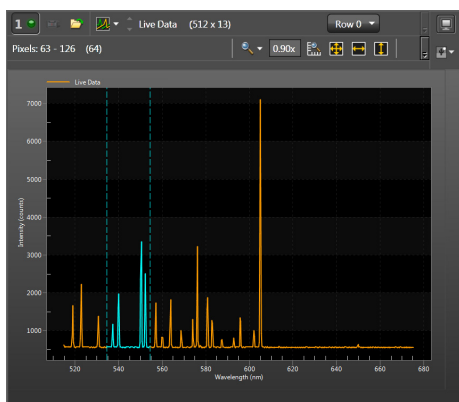 1 Live Data (512 x 13) Row 0
Pixels: 63 - 126 (64) 0.90x
Live Data
7000
6000
5000
4000
3000
2000
1000
Intensity (counts)
520 540 560 580 600 620 640 660 680
Wavelength (nm)